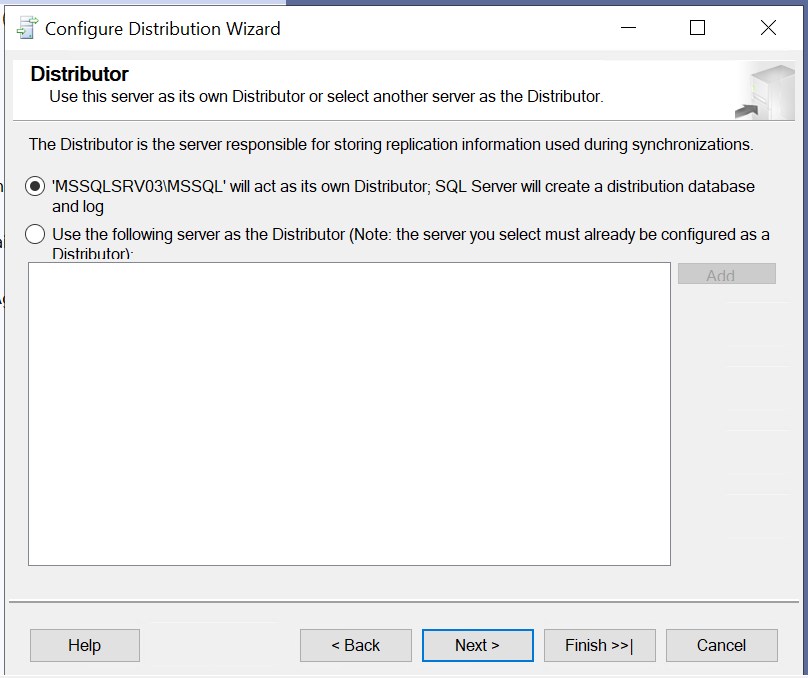 Configure Distribution Wizard
Distributor
Use this server as its own Distributor or select another server as the Distributor.
The Distributor is the server responsible for storing replication information used during synchronizations.
'MSSQLSRV03\MSSQL' will act as its own Distributor; SQL Server will create a distribution database
and log
Use the following server as the Distributor (Note: the server you select must already be configured as a
Distributor):
Add
Help
< Back
Next >
Finish >>|
Cancel